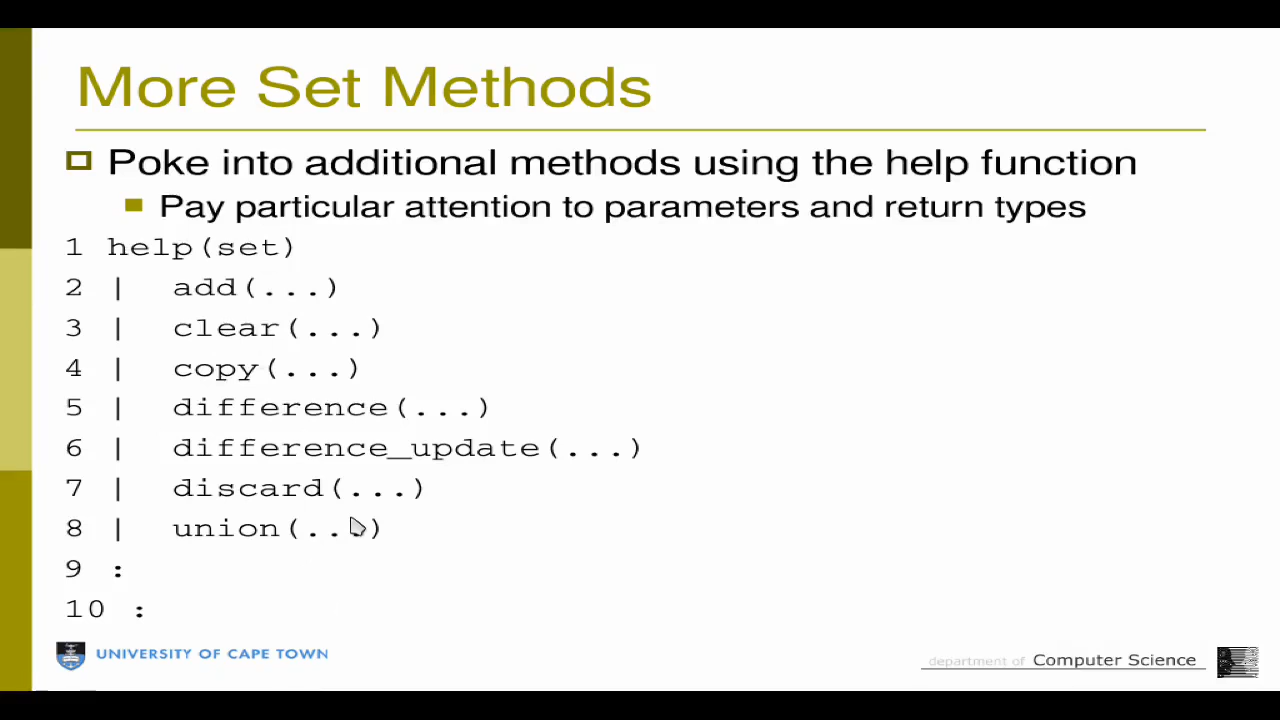 More Set Methods
Poke into additional methods using the help function
Pay particular attention to parameters and return types
1 help(set)
2 | add(...)
3 | clear(...)
4 | copy(...)
5 | difference(...)
6 | difference_update(...)
7 | discard(...)
8 | union(...)
9 :
10 :
UNIVERSITY OF CAPE TOWN
department of Computer Science